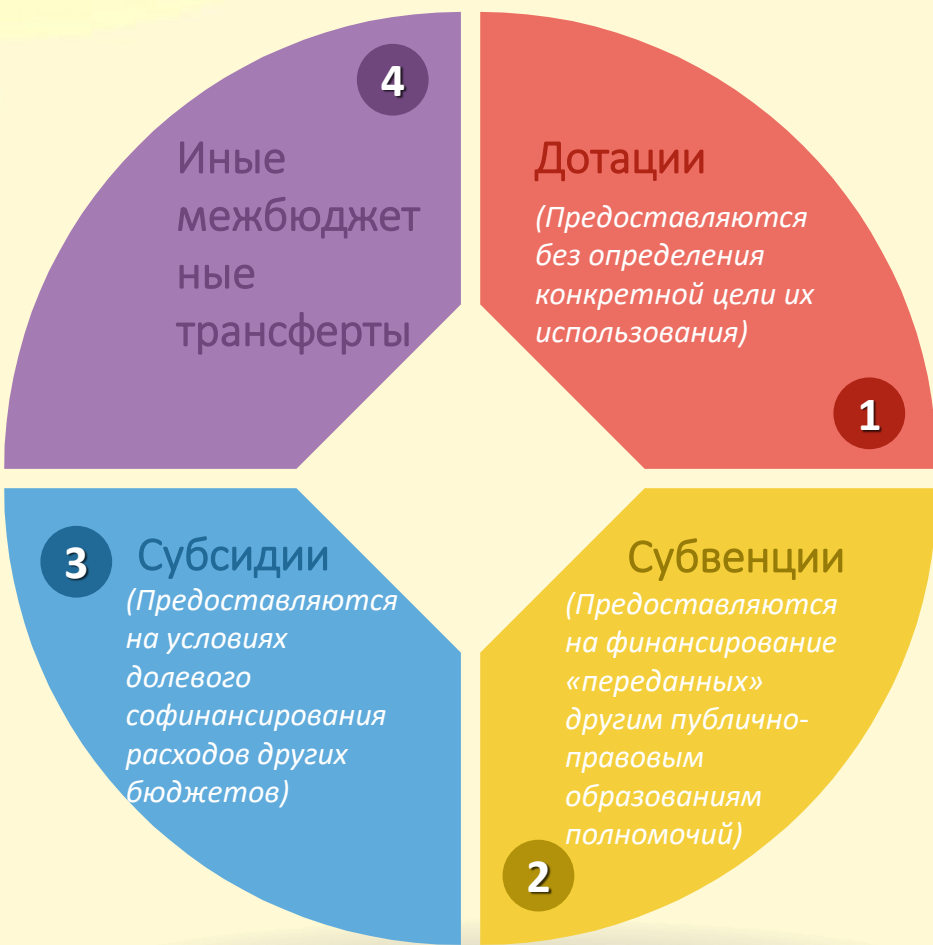 1
Дотации
(Предоставляются
без определения
конкретной цели их
использования)
2
Субвенции
(Предоставляются
на финансирование
«переданных»
другим публично-
правовым
образованиям
полномочий)
3
Субсидии
(Предоставляются
на условиях
долевого
софинансирования
расходов других
бюджетов)
4
Иные
межбюджет
ные
трансферты